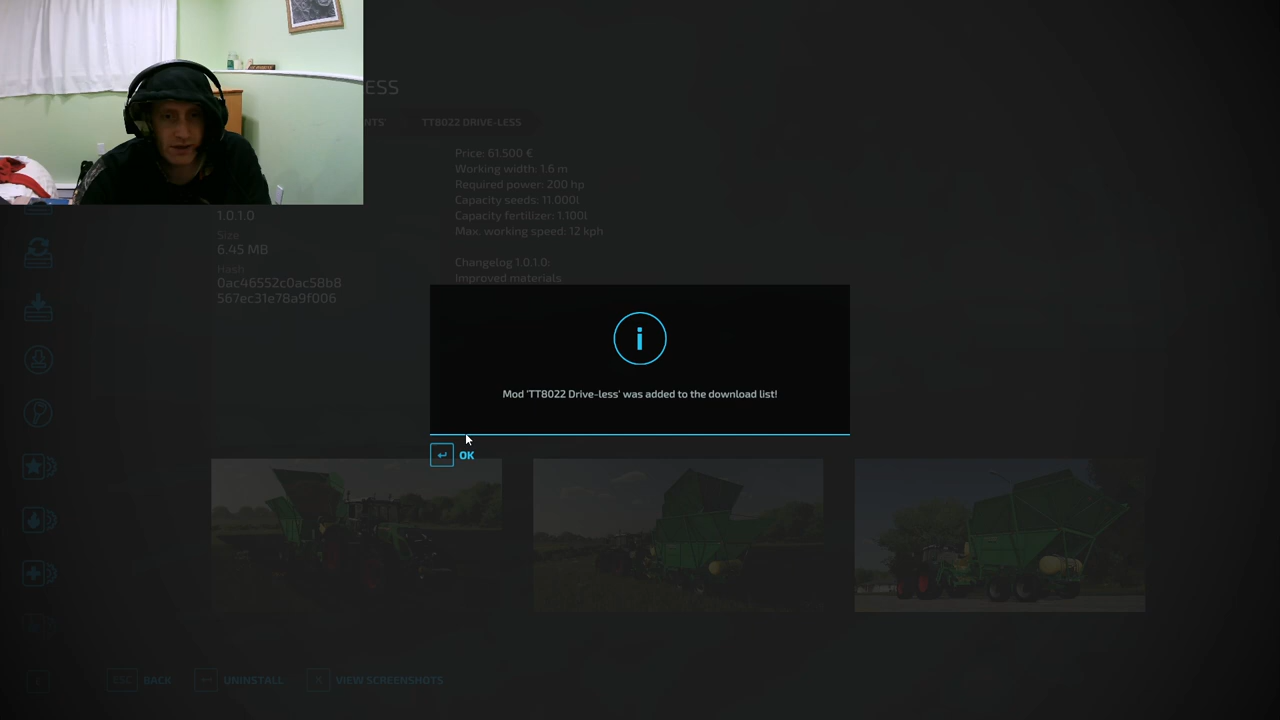 ESS
NTS'
TT8022 DRIVE-LESS
Price: 61.500 €
Working width: 1.6 m
Required power: 200 hp
Capacity seeds: 11.000l
Capacity fertilizer: 1.100l
Max. working speed: 12 kph
Changelog 1.0.1.0:
Improved materials
1.0.1.0
Size
6.45 MB
Hash
0ac46552c0ac58b8
567ec31e78a9f006
Mod 'TT8022 Drive-less' was added to the download list!
OK
ESC BACK UNINSTALL X VIEW SCREENSHOTS